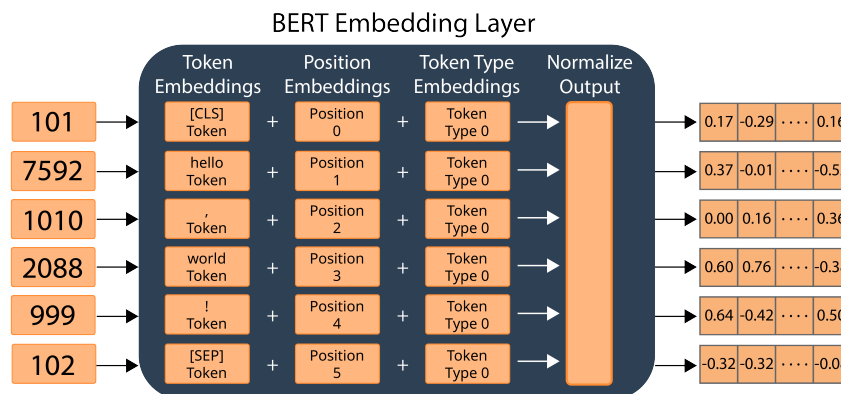 BERT Embedding Layer
Token Embeddings
Position Embeddings
Token Type Embeddings
Normalize Output
101
[CLS] Token
+
Position 0
+
Token Type 0
0.17 -0.29 ····
7592
hello Token
+
Position 1
+
Token Type 0
0.37 -0.01 ····
1010
, Token
+
Position 2
+
Token Type 0
0.00 0.16 ····
2088
world Token
+
Position 3
+
Token Type 0
0.60 0.76 ····
999
! Token
+
Position 4
+
Token Type 0
0.64 -0.42 ····
102
[SEP] Token
+
Position 5
+
Token Type 0
-0.32 -0.32 ····